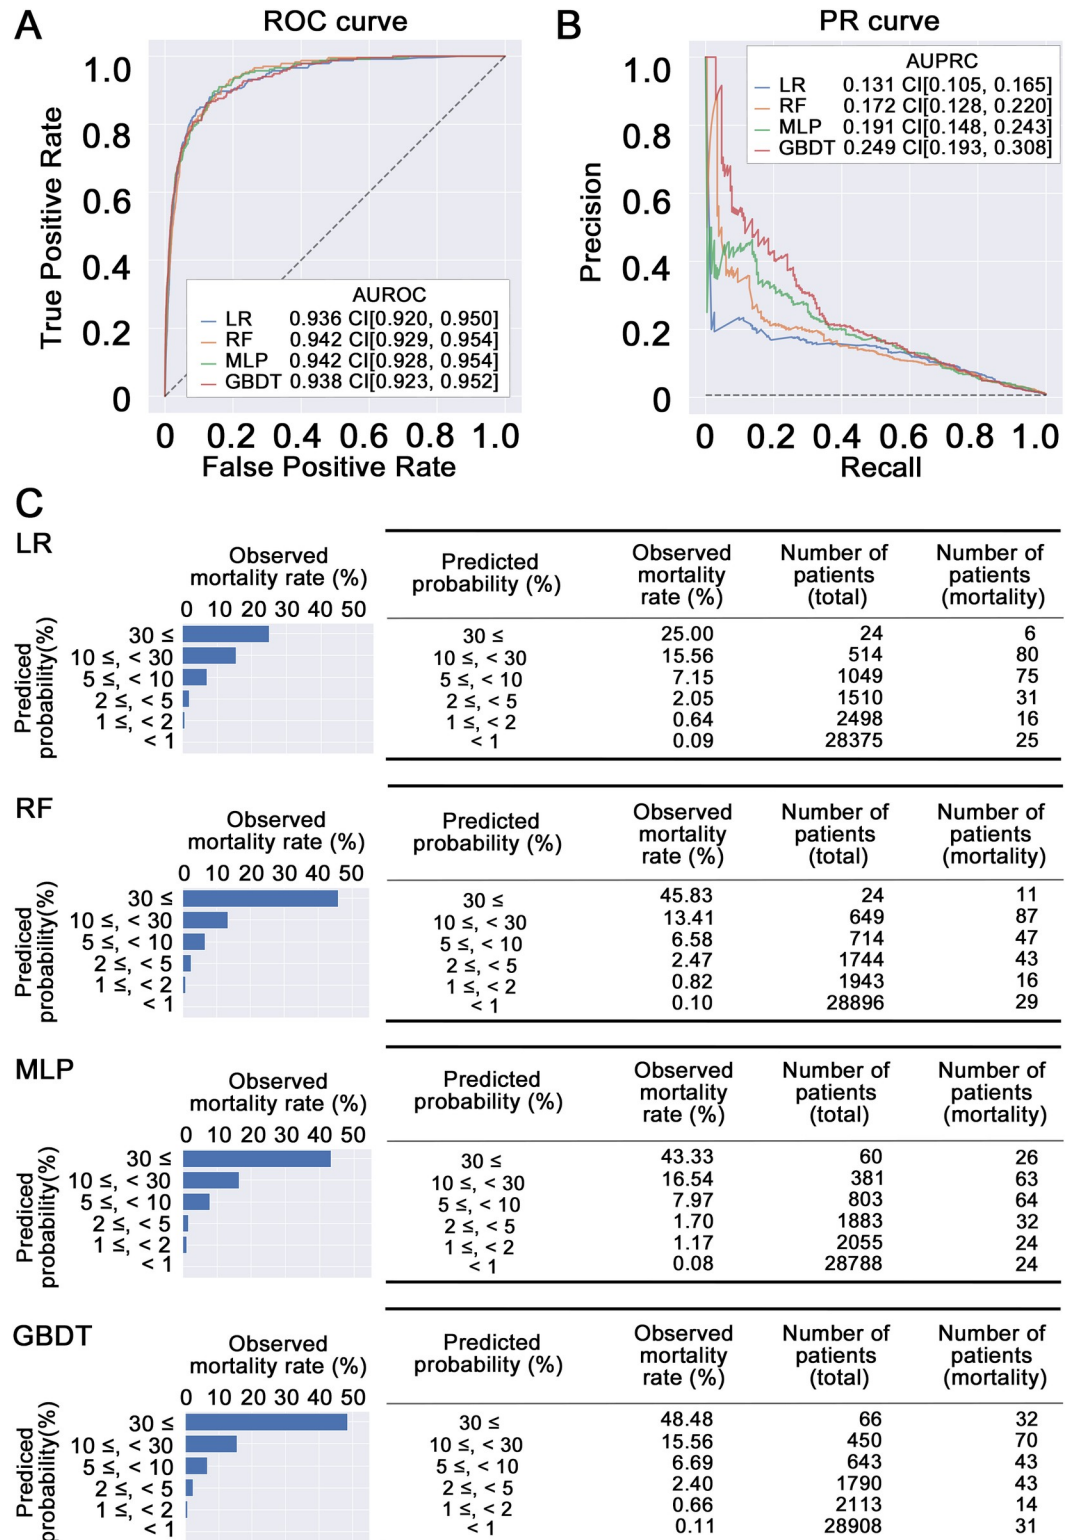 A
ROC curve
1.0
0.8
0.6
0.4
0.2
0
True Positive Rate
AUROC
LR 0.936 CI[0.920, 0.950]
RF 0.942 CI[0.929, 0.954]
MLP 0.942 CI[0.928, 0.954]
GBDT 0.938 CI[0.923, 0.952]
0 0.2 0.4 0.6 0.8 1.0
False Positive Rate
B
PR curve
1.0
0.8
0.6
0.4
0.2
0
Precision
AUPRC
LR 0.131 CI[0.105, 0.165]
RF 0.172 CI[0.128, 0.220]
MLP 0.191 CI[0.148, 0.243]
GBDT 0.249 CI[0.193, 0.308]
0 0.2 0.4 0.6 0.8 1.0
Recall
C
LR
Observed
mortality rate (%)
0 10 20 30 40 50
Prediced
probability(%)
30 ≤
10 ≤, < 30
5 ≤, < 10
2 ≤, < 5
1 ≤, < 2
< 1
Predicted
probability (%)
Observed
mortality
rate (%)
Number of
patients
(total)
Number of
patients
(mortality)
30 ≤ 25.00 24 6
10 ≤, < 30 15.56 514 80
5 ≤, < 10 7.15 1049 75
2 ≤, < 5 2.05 1510 31
1 ≤, < 2 0.64 2498 16
< 1 0.09 28375 25
RF
Observed
mortality rate (%)
0 10 20 30 40 50
Prediced
probability(%)
30 ≤
10 ≤, < 30
5 ≤, < 10
2 ≤, < 5
1 ≤, < 2
< 1
Predicted
probability (%)
Observed
mortality
rate (%)
Number of
patients
(total)
Number of
patients
(mortality)
30 ≤ 45.83 24 11
10 ≤, < 30 13.41 649 87
5 ≤, < 10 6.58 714 47
2 ≤, < 5 2.47 1744 43
1 ≤, < 2 0.82 1943 16
< 1 0.10 28896 29
MLP
Observed
mortality rate (%)
0 10 20 30 40 50
Prediced
probability(%)
30 ≤
10 ≤, < 30
5 ≤, < 10
2 ≤, < 5
1 ≤, < 2
< 1
Predicted
probability (%)
Observed
mortality
rate (%)
Number of
patients
(total)
Number of
patients
(mortality)
30 ≤ 43.33 60 26
10 ≤, < 30 16.54 381 63
5 ≤, < 10 7.97 803 64
2 ≤, < 5 1.70 1883 32
1 ≤, < 2 1.17 2055 24
< 1 0.08 28788 24
GBDT
Observed
mortality rate (%)
0 10 20 30 40 50
Prediced
probability(%)
30 ≤
10 ≤, < 30
5 ≤, < 10
2 ≤, < 5
1 ≤, < 2
< 1
Predicted
probability (%)
Observed
mortality
rate (%)
Number of
patients
(total)
Number of
patients
(mortality)
30 ≤ 48.48 66 32
10 ≤, < 30 15.56 450 70
5 ≤, < 10 6.69 643 43
2 ≤, < 5 2.40 1790 43
1 ≤, < 2 0.66 2113 14
< 1 0.11 28908 31